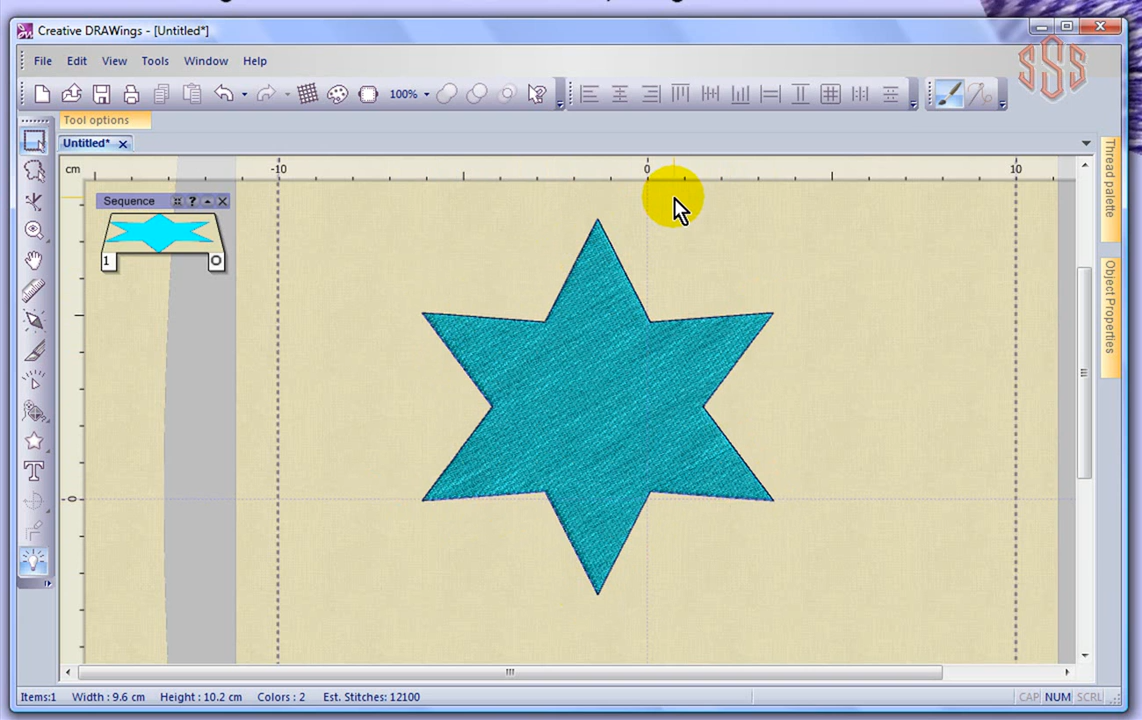 Creative DRAWings - [Untitled*]
SSS
File Edit View Tools Window Help
100%
Tool options
Untitled*
cm -10 0 10
Sequence
1
0
Thread palette
Object Properties
Items:1 Width : 9.6 cm Height : 10.2 cm Colors : 2 Est. Stitches: 12100 CAP NUM SCRL